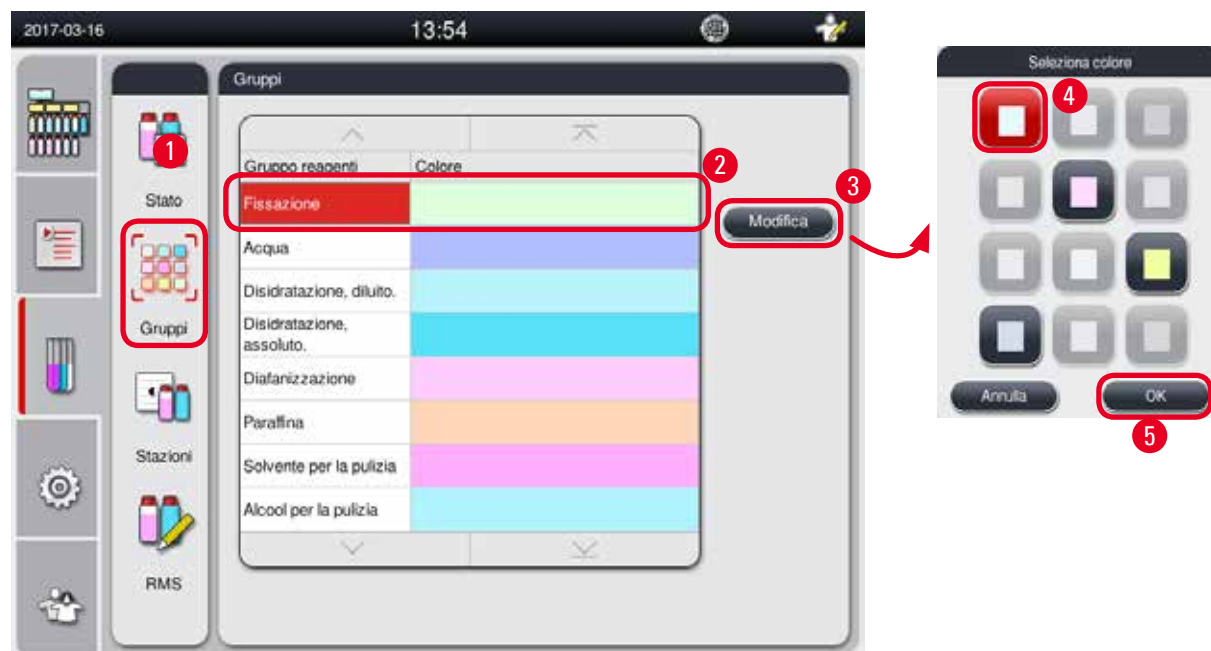 2017-03-16
13:54
Gruppi
1
Stato
Gruppi
Stazioni
RMS
Gruppo reagenti
Colore
2
Fissazione
Acqua
Disidratazione, diluito.
Disidratazione,
assoluto.
Diafanizzazione
Paraffina
Solvente per la pulizia
Alcool per la pulizia
3
Modifica
Seleziona colore
4
Annulla
OK
5